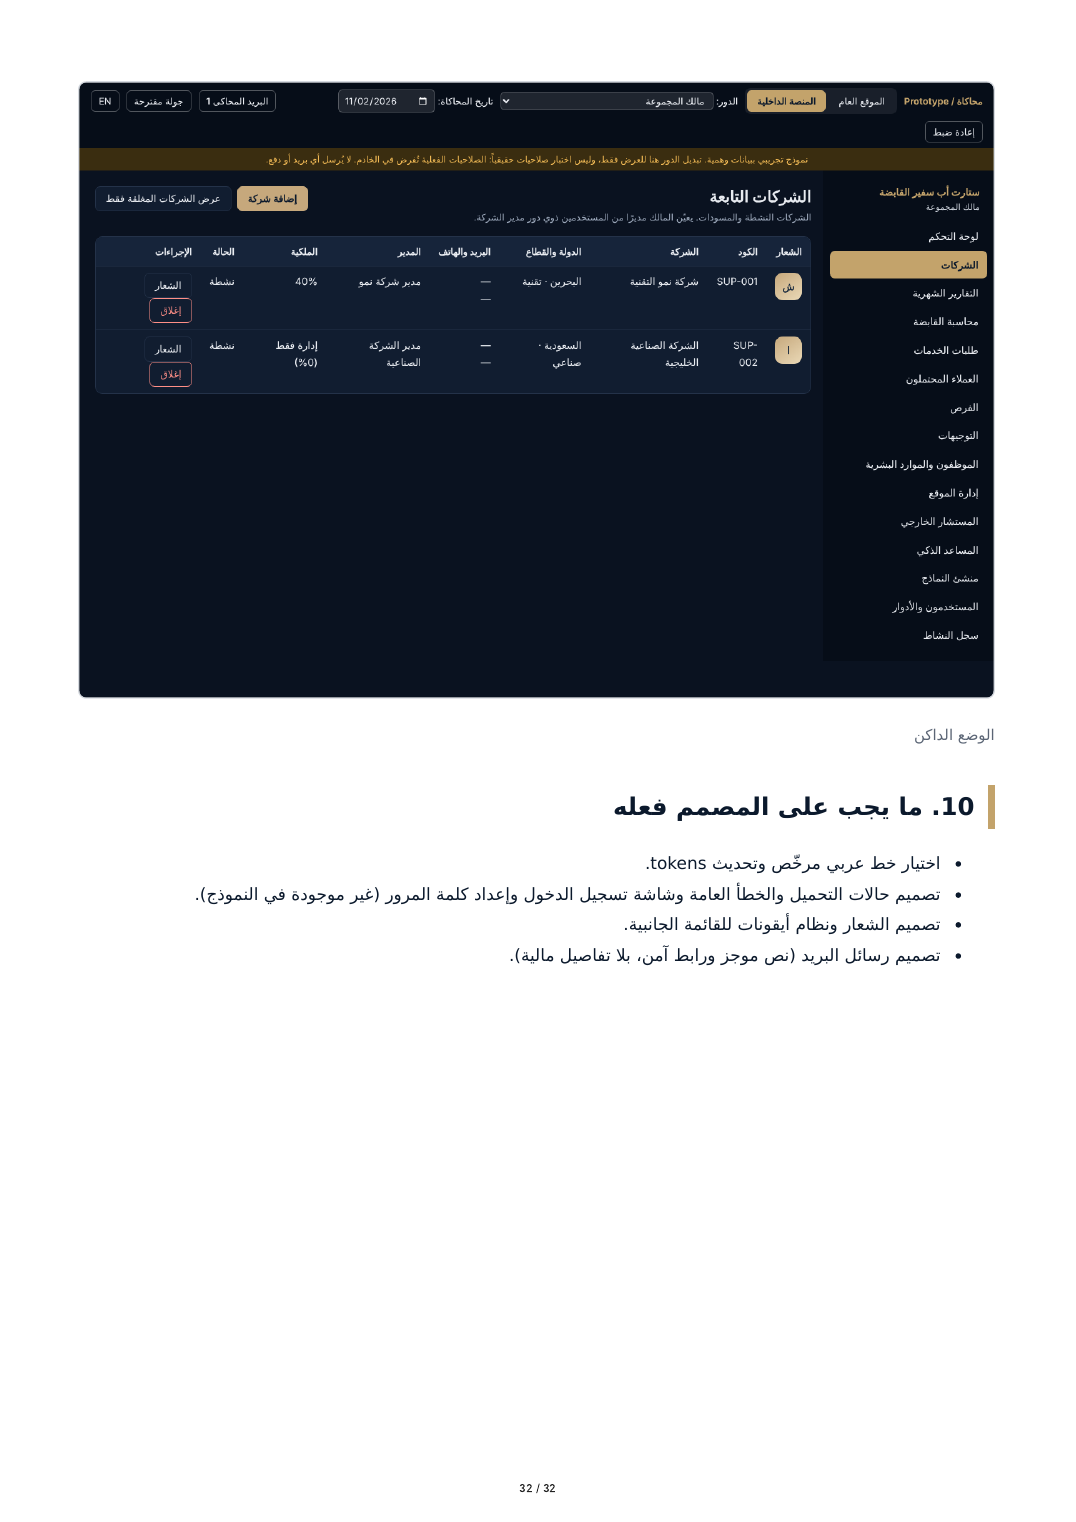 محاكاة / Prototype الموقع العام المنصة الداخلية الدور: مالك المجموعة تاريخ المحاكاة: 11/02/2026 البريد المحاكى 1 جولة مقترحة EN
إعادة ضبط
نموذج تجريبي ببيانات وهمية. تبديل الدور هنا للعرض فقط، وليس اختبار صلاحيات حقيقياً: الصلاحيات الفعلية تُفرض في الخادم. لا يُرسل أي بريد أو دفع.
ستارت أب سفير القابضة
مالك المجموعة
لوحة التحكم
الشركات
التقارير الشهرية
محاسبة القابضة
طلبات الخدمات
العملاء المحتملون
الفرص
التوجيهات
الموظفون والموارد البشرية
إدارة الموقع
المستشار الخارجي
المساعد الذكي
منشئ النماذج
المستخدمون والأدوار
سجل النشاط
الشركات التابعة
إضافة شركة عرض الشركات المغلقة فقط
الشركات النشطة والمسودات. يعيّن المالك مديرًا من المستخدمين ذوي دور مدير الشركة.
الشعار الكود الشركة الدولة والقطاع البريد والهاتف المدير الملكية الحالة الإجراءات
ش SUP-001 شركة نمو التقنية البحرين · تقنية — مدير شركة نمو 40% نشطة الشعار
— إغلاق
ا SUP- الشركة الصناعية السعودية · — مدير الشركة إدارة فقط نشطة الشعار
002 الخليجية صناعي — الصناعية (0%) إغلاق
الوضع الداكن
10. ما يجب على المصمم فعله
• اختيار خط عربي مرخّص وتحديث tokens.
• تصميم حالات التحميل والخطأ العامة وشاشة تسجيل الدخول وإعداد كلمة المرور (غير موجودة في النموذج).
• تصميم الشعار ونظام أيقونات للقائمة الجانبية.
• تصميم رسائل البريد (نص موجز ورابط آمن، بلا تفاصيل مالية).
32 / 32